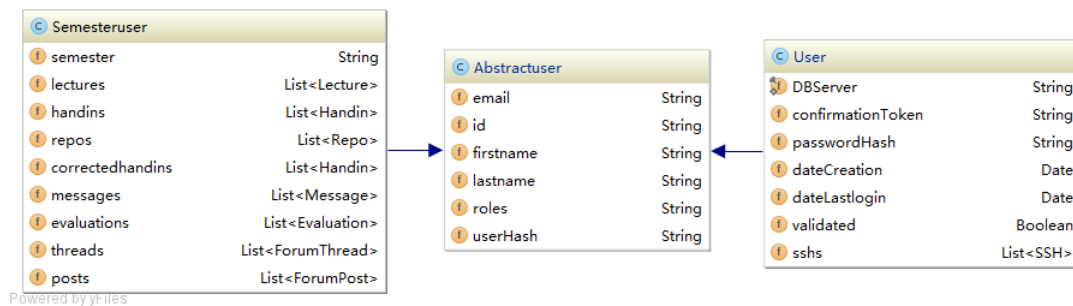 Semesteruser
semester String
lectures List<Lecture>
handins List<Handin>
repos List<Repo>
correctedhandins List<Handin>
messages List<Message>
evaluations List<Evaluation>
threads List<ForumThread>
posts List<ForumPost>
Abstractuser
email String
id String
firstname String
lastname String
roles String
userHash String
User
DBServer String
confirmationToken String
passwordHash String
dateCreation Date
dateLastlogin Date
validated Boolean
sshs List<SSH>
Powered by yFiles